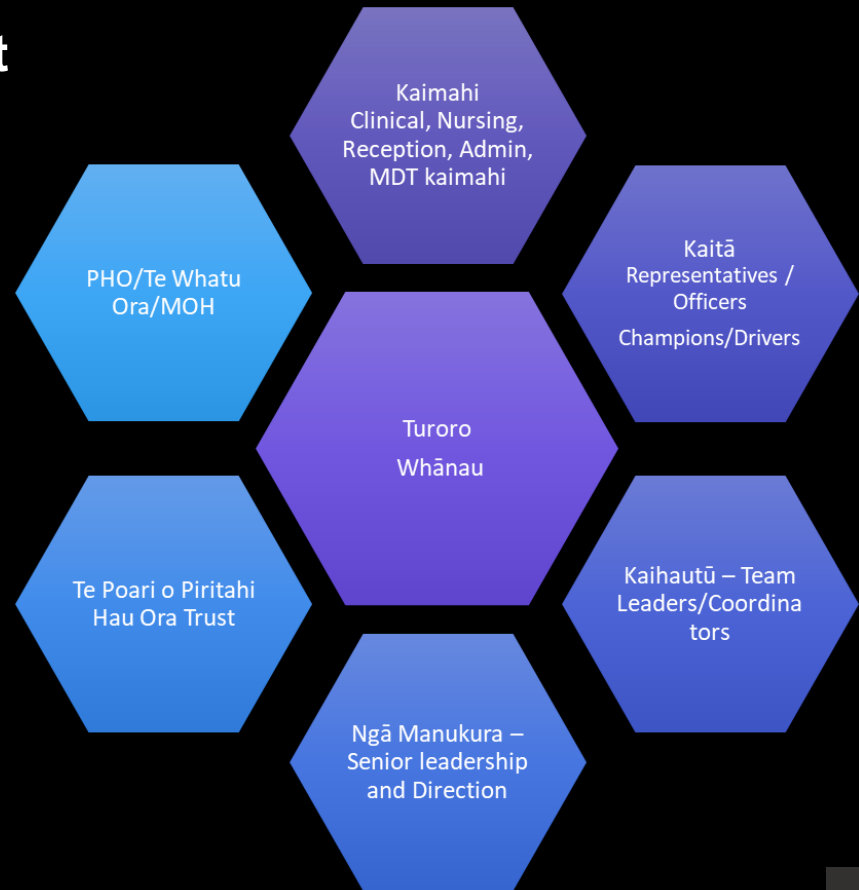 t
Kaimahi
Clinical, Nursing,
Reception, Admin,
MDT kaimahi
PHO/Te Whatu
Ora/MOH
Kaitā
Representatives /
Officers
Champions/Drivers
Turoro
Whānau
Te Poari o Piritahi
Hau Ora Trust
Kaihautū – Team
Leaders/Coordina
tors
Ngā Manukura –
Senior leadership
and Direction